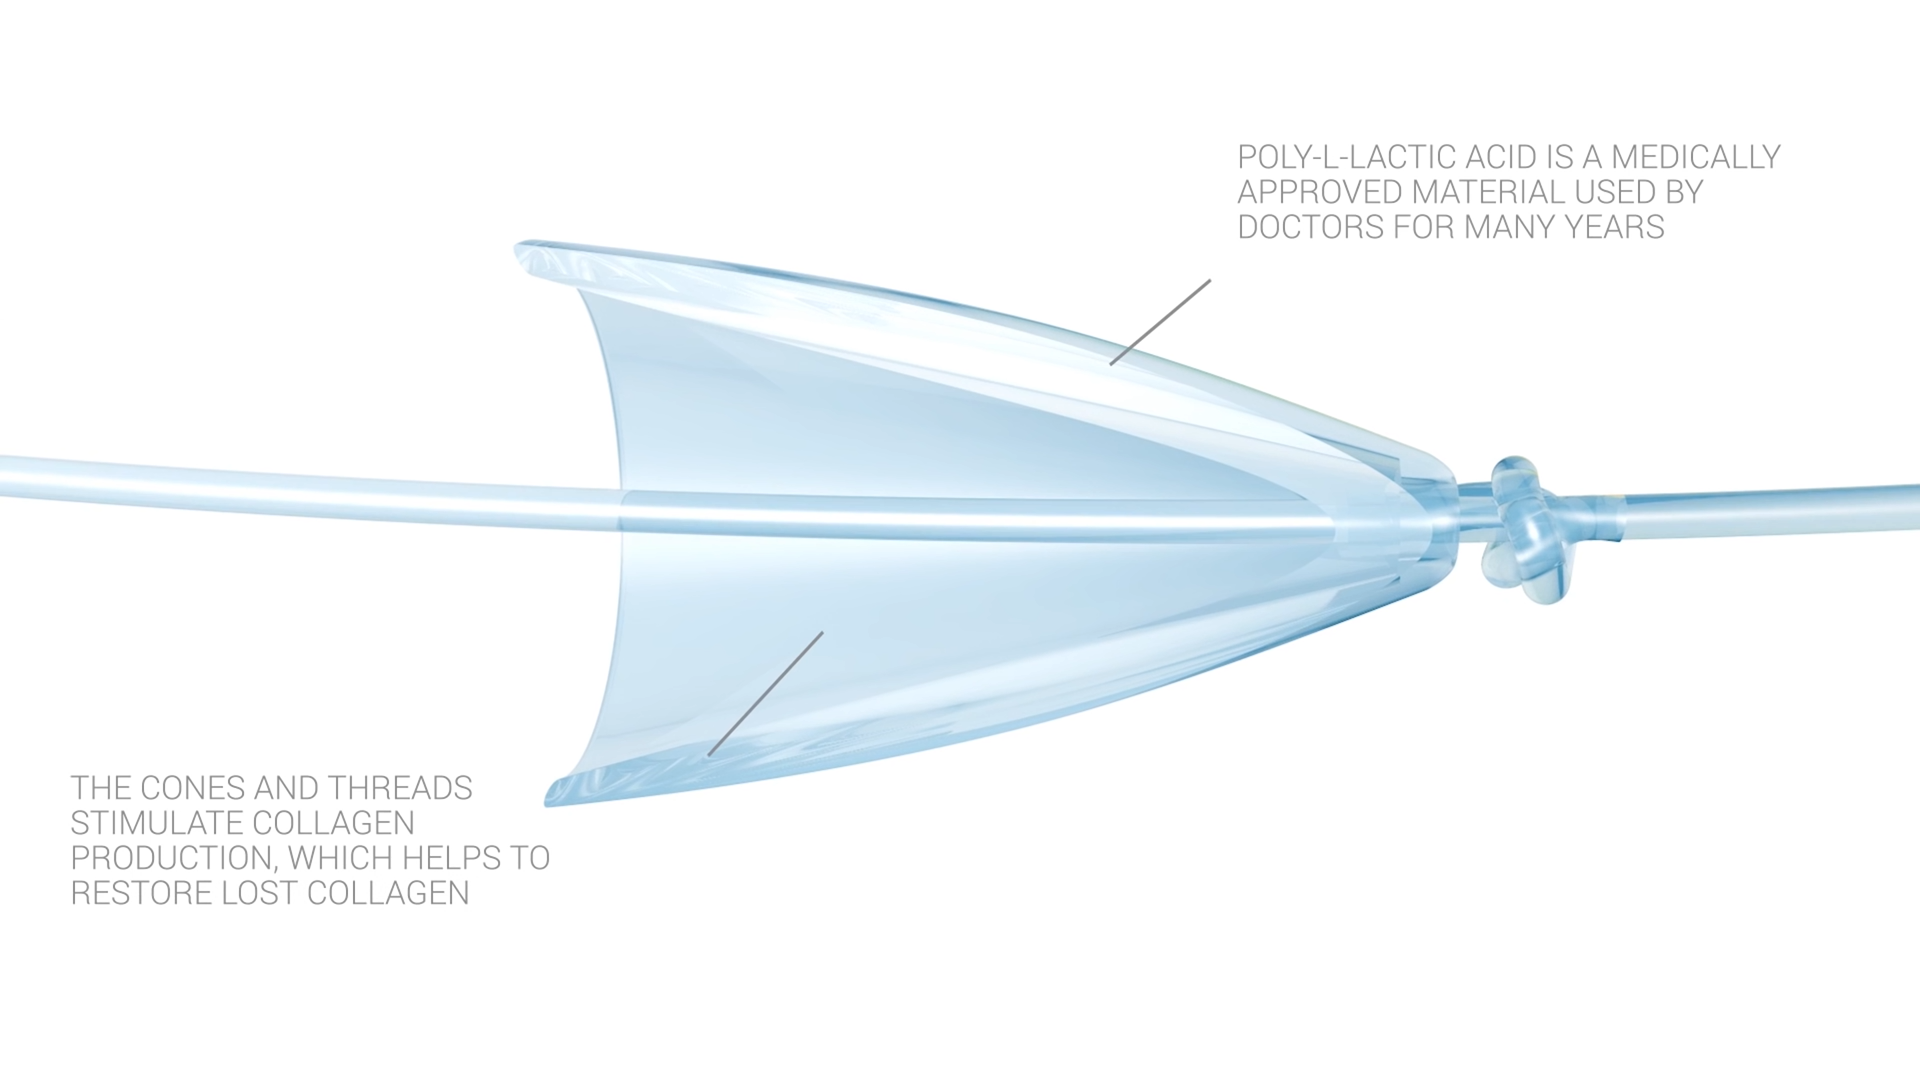 POLY-L-LACTIC ACID IS A MEDICALLY
APPROVED MATERIAL USED BY
DOCTORS FOR MANY YEARS
THE CONES AND THREADS
STIMULATE COLLAGEN
PRODUCTION, WHICH HELPS TO
RESTORE LOST COLLAGEN